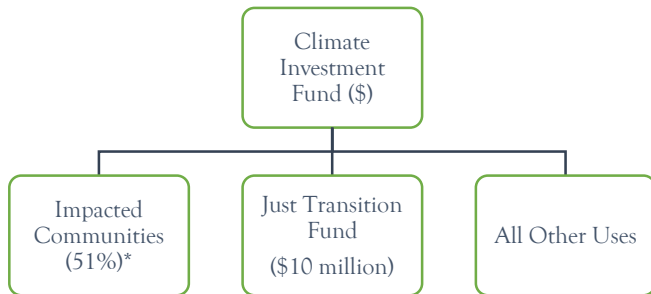 Climate
Investment
Fund ($)
Impacted
Communities
(51%)*
Just Transition
Fund
($10 million)
All Other Uses